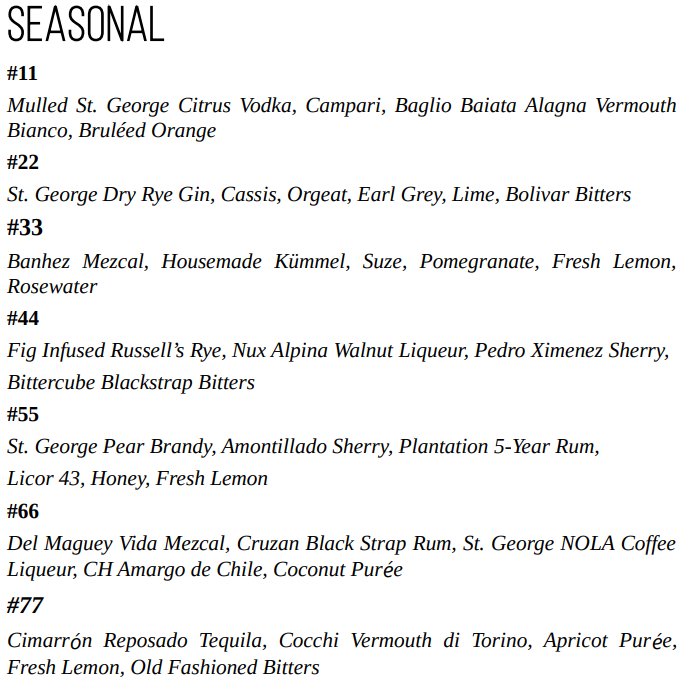 SEASONAL
#11
Mulled St. George Citrus Vodka, Campari, Baglio Baiata Alagna Vermouth
Bianco, Bruléed Orange
#22
St. George Dry Rye Gin, Cassis, Orgeat, Earl Grey, Lime, Bolivar Bitters
#33
Banhez Mezcal, Housemade Kümmel, Suze, Pomegranate, Fresh Lemon,
Rosewater
#44
Fig Infused Russell’s Rye, Nux Alpina Walnut Liqueur, Pedro Ximenez Sherry,
Bittercube Blackstrap Bitters
#55
St. George Pear Brandy, Amontillado Sherry, Plantation 5-Year Rum,
Licor 43, Honey, Fresh Lemon
#66
Del Maguey Vida Mezcal, Cruzan Black Strap Rum, St. George NOLA Coffee
Liqueur, CH Amargo de Chile, Coconut Purée
#77
Cimarrón Reposado Tequila, Cocchi Vermouth di Torino, Apricot Purée,
Fresh Lemon, Old Fashioned Bitters